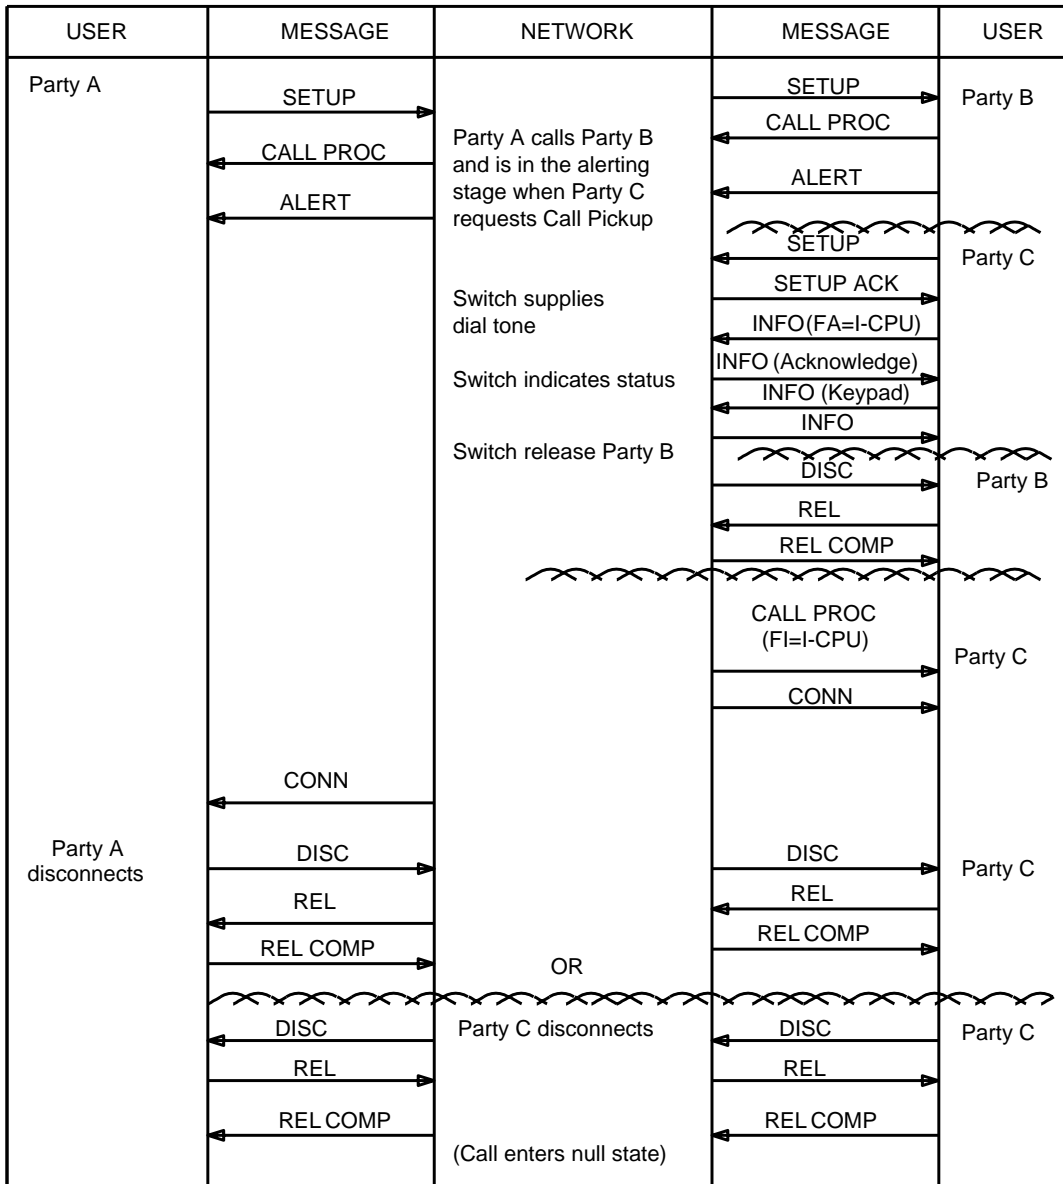 USER MESSAGE NETWORK MESSAGE USER
Party A
SETUP
SETUP
Party B
CALL PROC
Party A calls Party B
CALL PROC
and is in the alerting
stage when Party C
ALERT
ALERT
requests Call Pickup
SETUP
Party C
SETUP ACK
Switch supplies
dial tone
INFO (FA=I-CPU)
INFO (Acknowledge)
Switch indicates status
INFO (Keypad)
INFO
Switch release Party B
DISC
Party B
REL
REL COMP
CALL PROC
(FI=I-CPU)
Party C
CONN
CONN
Party A
disconnects
DISC
DISC
Party C
REL
REL
REL COMP
REL COMP
OR
DISC
Party C disconnects
DISC
Party C
REL
REL
REL COMP
REL COMP
(Call enters null state)